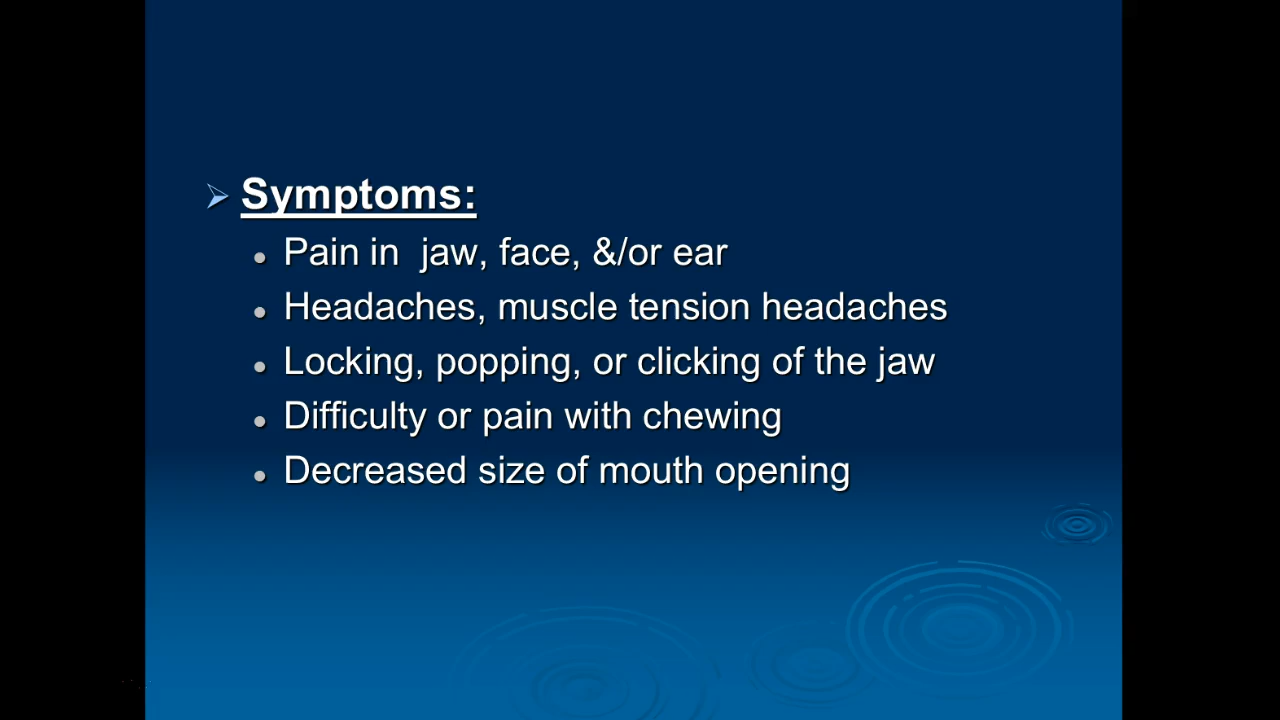 Symptoms:
Pain in  jaw, face, &/or ear
Headaches, muscle tension headaches
Locking, popping, or clicking of the jaw
Difficulty or pain with chewing
Decreased size of mouth opening